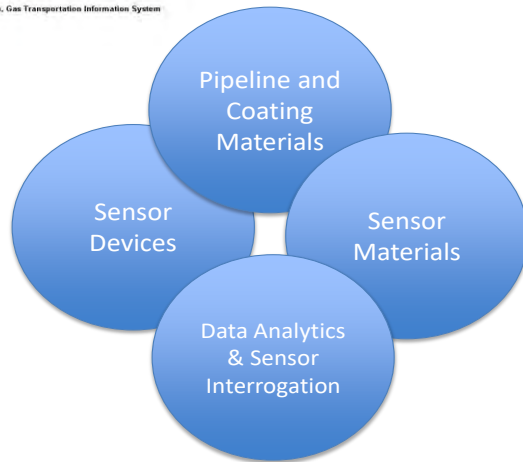 , Gas Transportation Information System
Pipeline and
Coating
Materials
Sensor
Devices
Sensor
Materials
Data Analytics
& Sensor
Interrogation